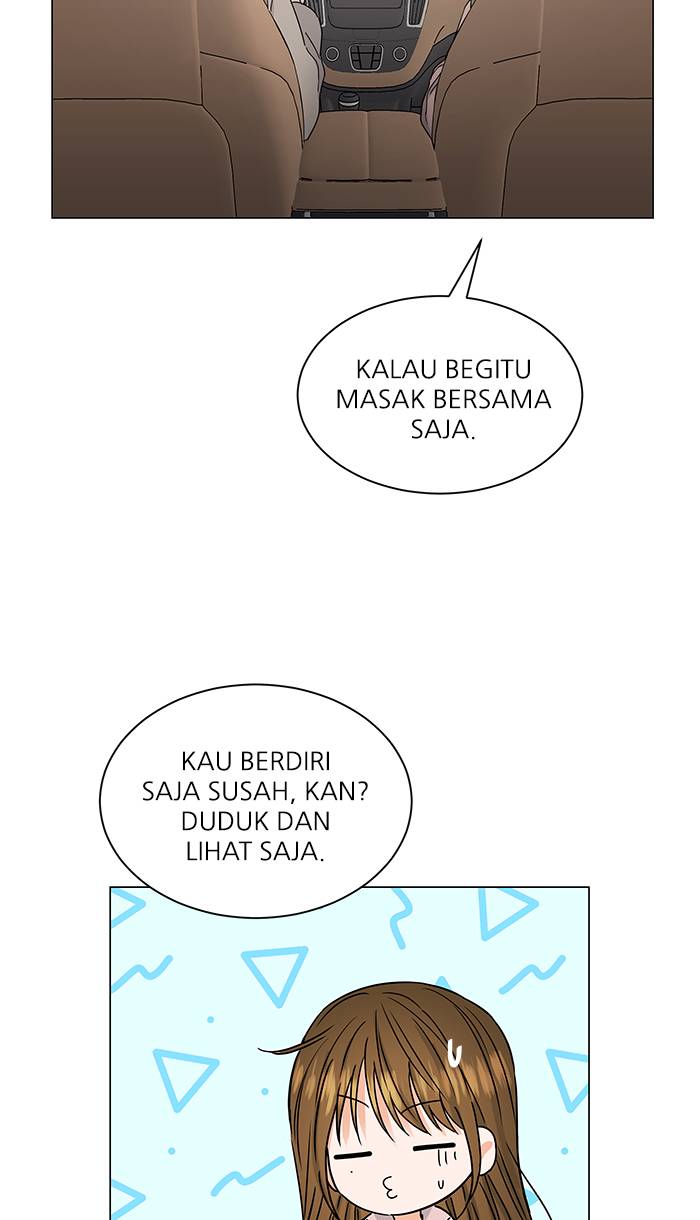 KALAU BEGITU
MASAK BERSAMA
SAJA.
KAU BERDIRI
SAJA SUSAH, KAN?
DUDUK DAN
LIHAT SAJA.